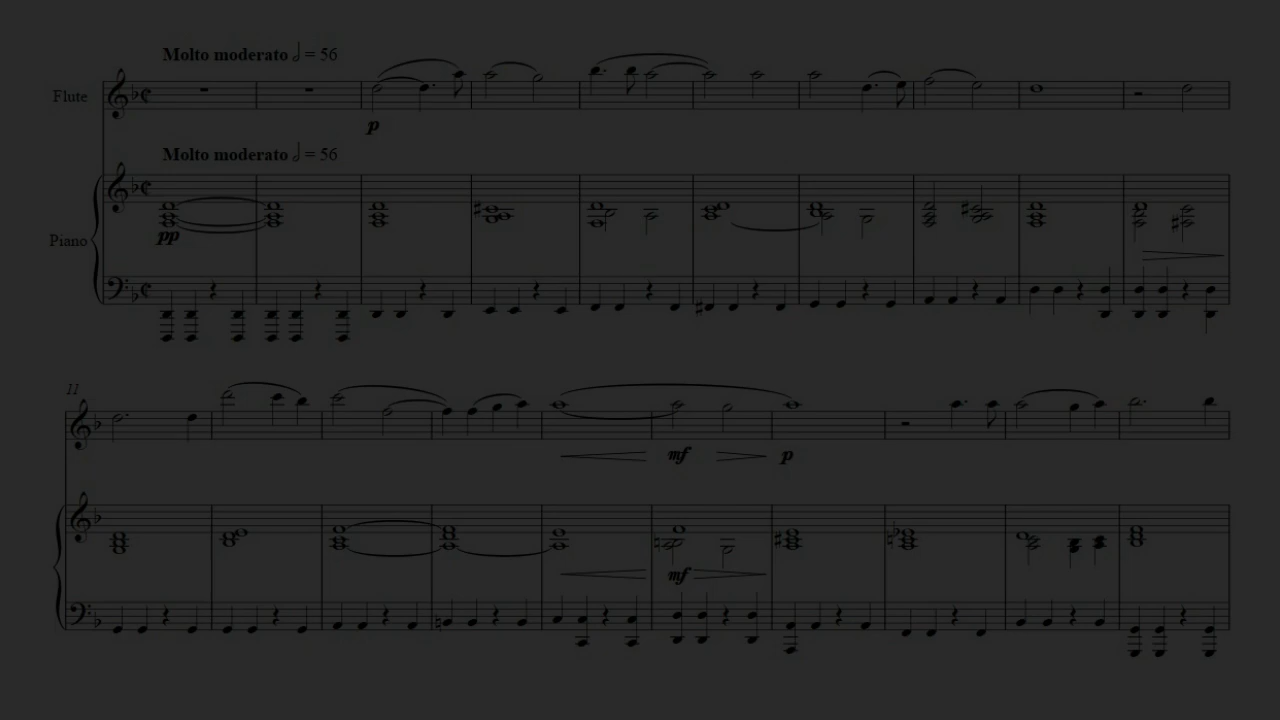 Molto moderato 𝅗𝅥 = 56
Flute
p
Molto moderato 𝅗𝅥 = 56
pp
Piano
11
mf p
mf